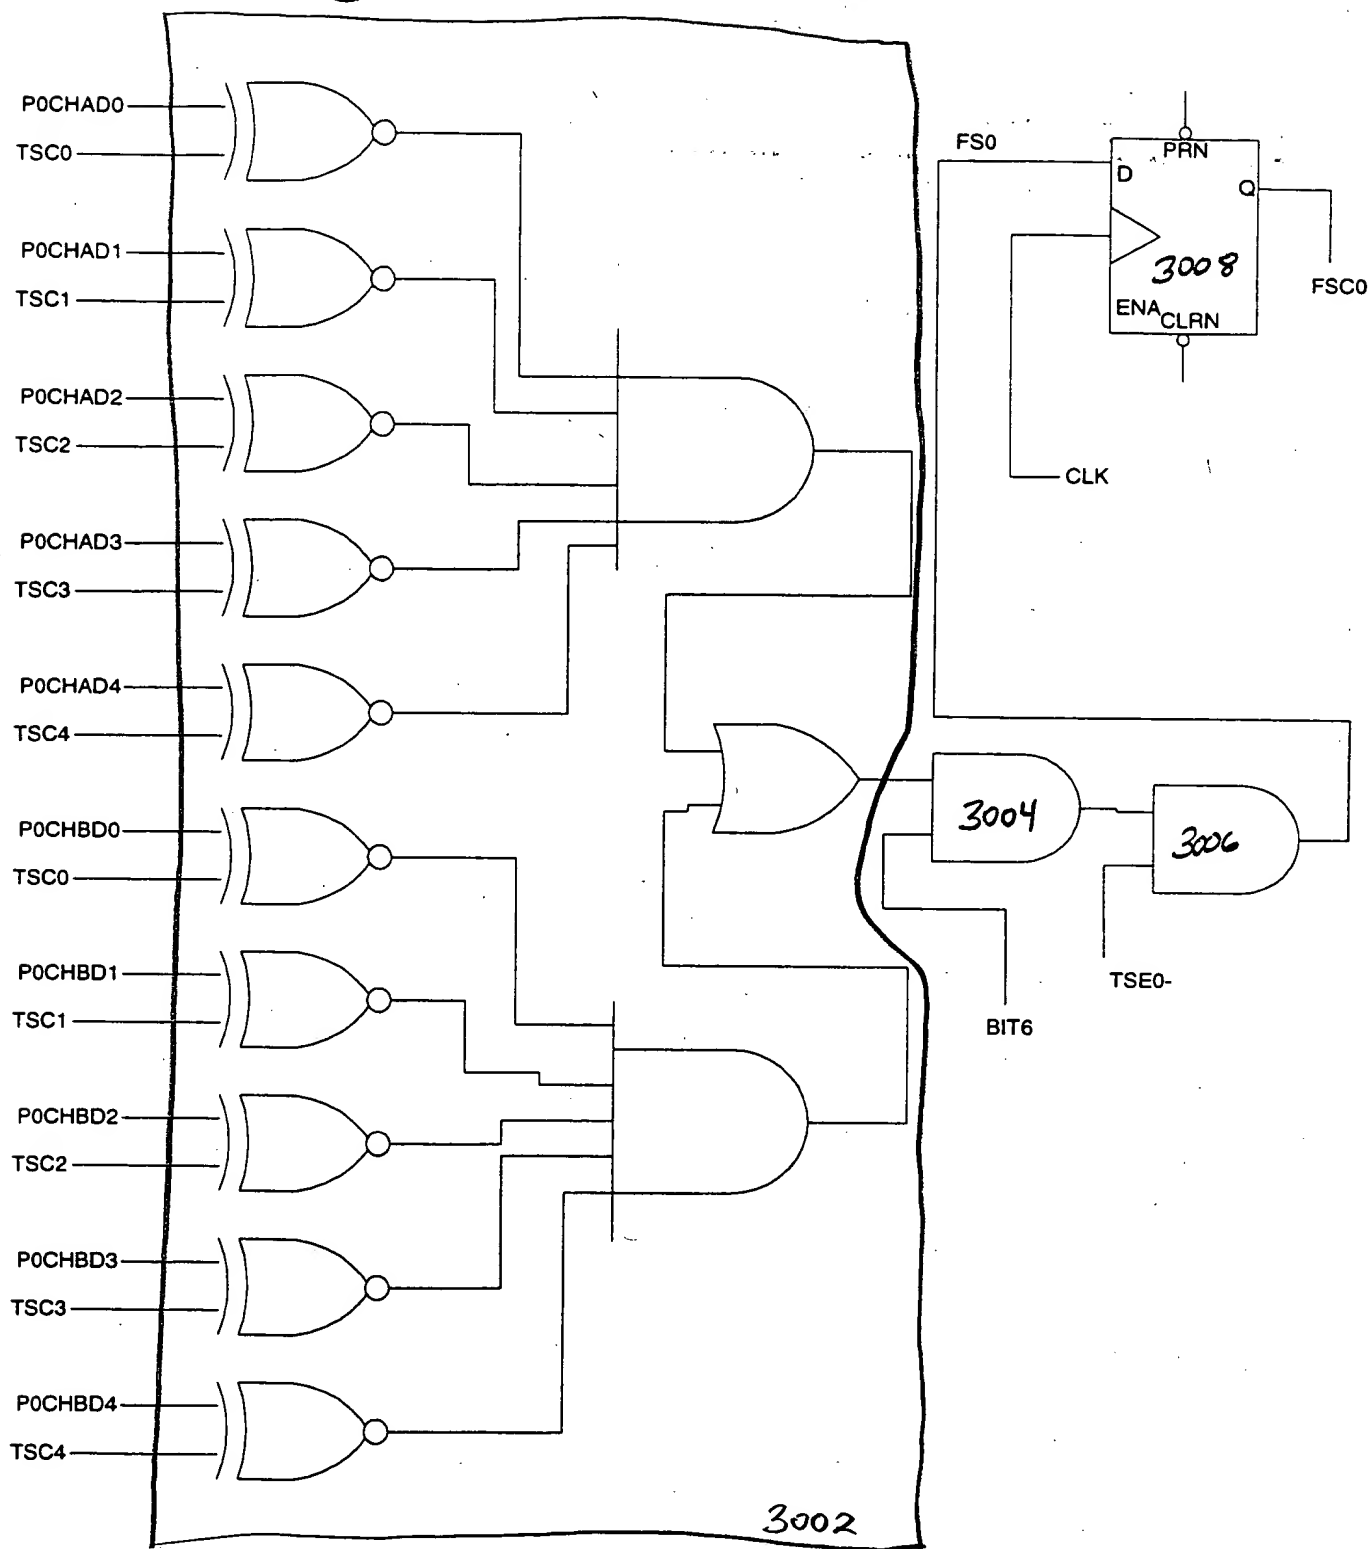 P0CHAD0
TSC0
P0CHAD1
TSC1
P0CHAD2
TSC2
P0CHAD3
TSC3
P0CHAD4
TSC4
P0CHBD0
TSC0
P0CHBD1
TSC1
P0CHBD2
TSC2
P0CHBD3
TSC3
P0CHBD4
TSC4
3002
FS0
PRN
D
Q
3008
ENA
CLRN
FSC0
CLK
3004
3006
TSE0-
BIT6